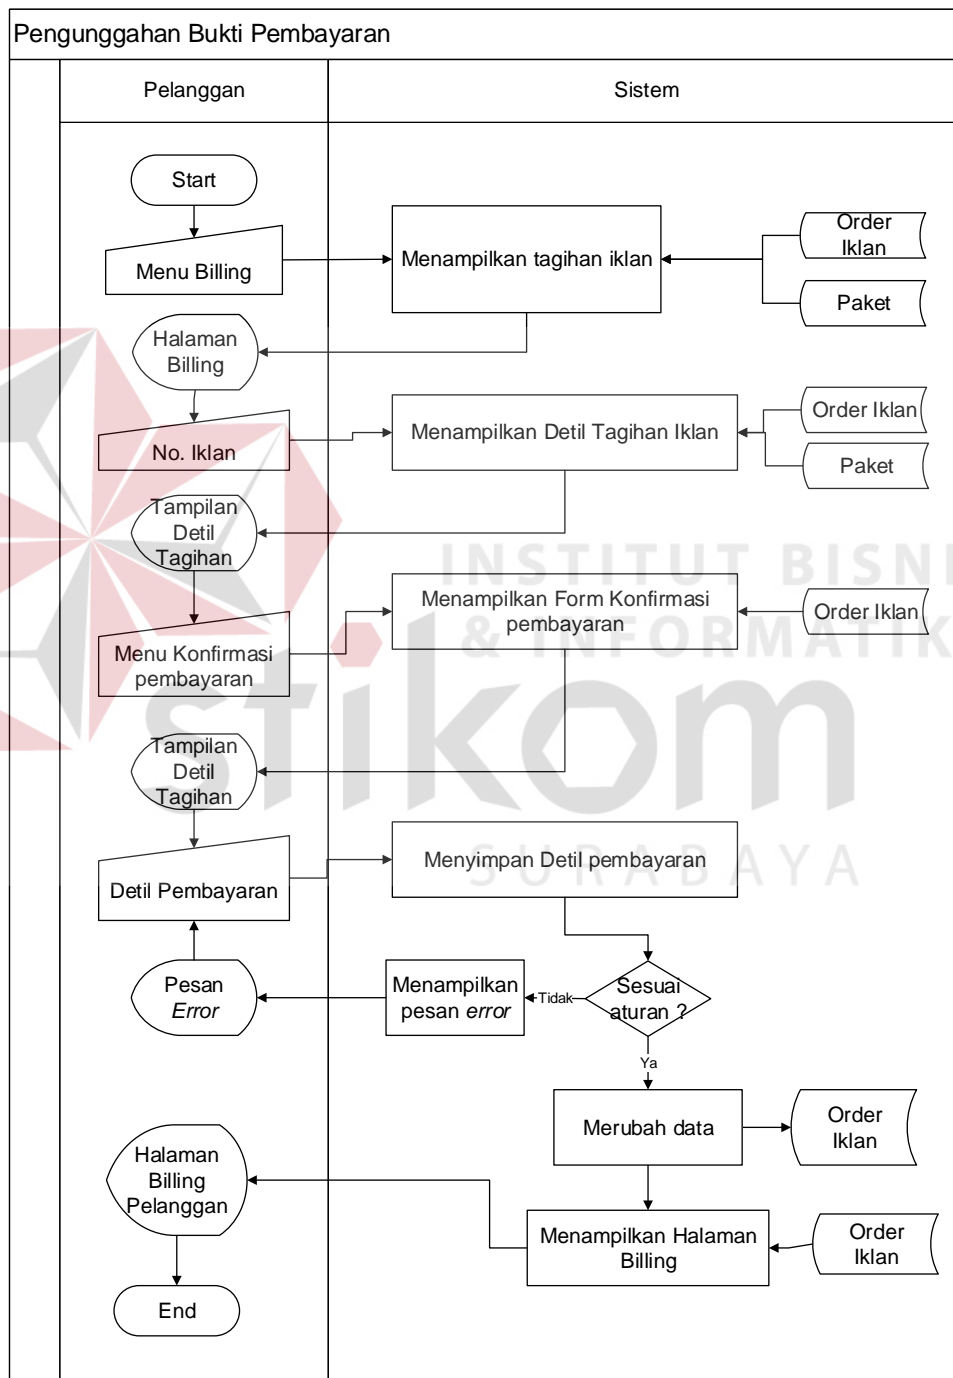 Pengunggahan Bukti Pembayaran
Pelanggan
Sistem
Start
Menu Billing
Menampilkan tagihan iklan
Order
Iklan
Paket
Halaman
Billing
No. Iklan
Menampilkan Detil Tagihan Iklan
Order Iklan
Paket
Tampilan
Detil
Tagihan
INSTITUT BISNI
& INFORMATIK
stikom
SURABAYA
Menampilkan Form Konfirmasi
pembayaran
Order Iklan
Menu Konfirmasi
pembayaran
Tampilan
Detil
Tagihan
Menyimpan Detil pembayaran
Detil Pembayaran
Sesuai
aturan ?
Tidak
Menampilkan
pesan error
Pesan
Error
Ya
Merubah data
Order
Iklan
Menampilkan Halaman
Billing
Order
Iklan
Halaman
Billing
Pelanggan
End